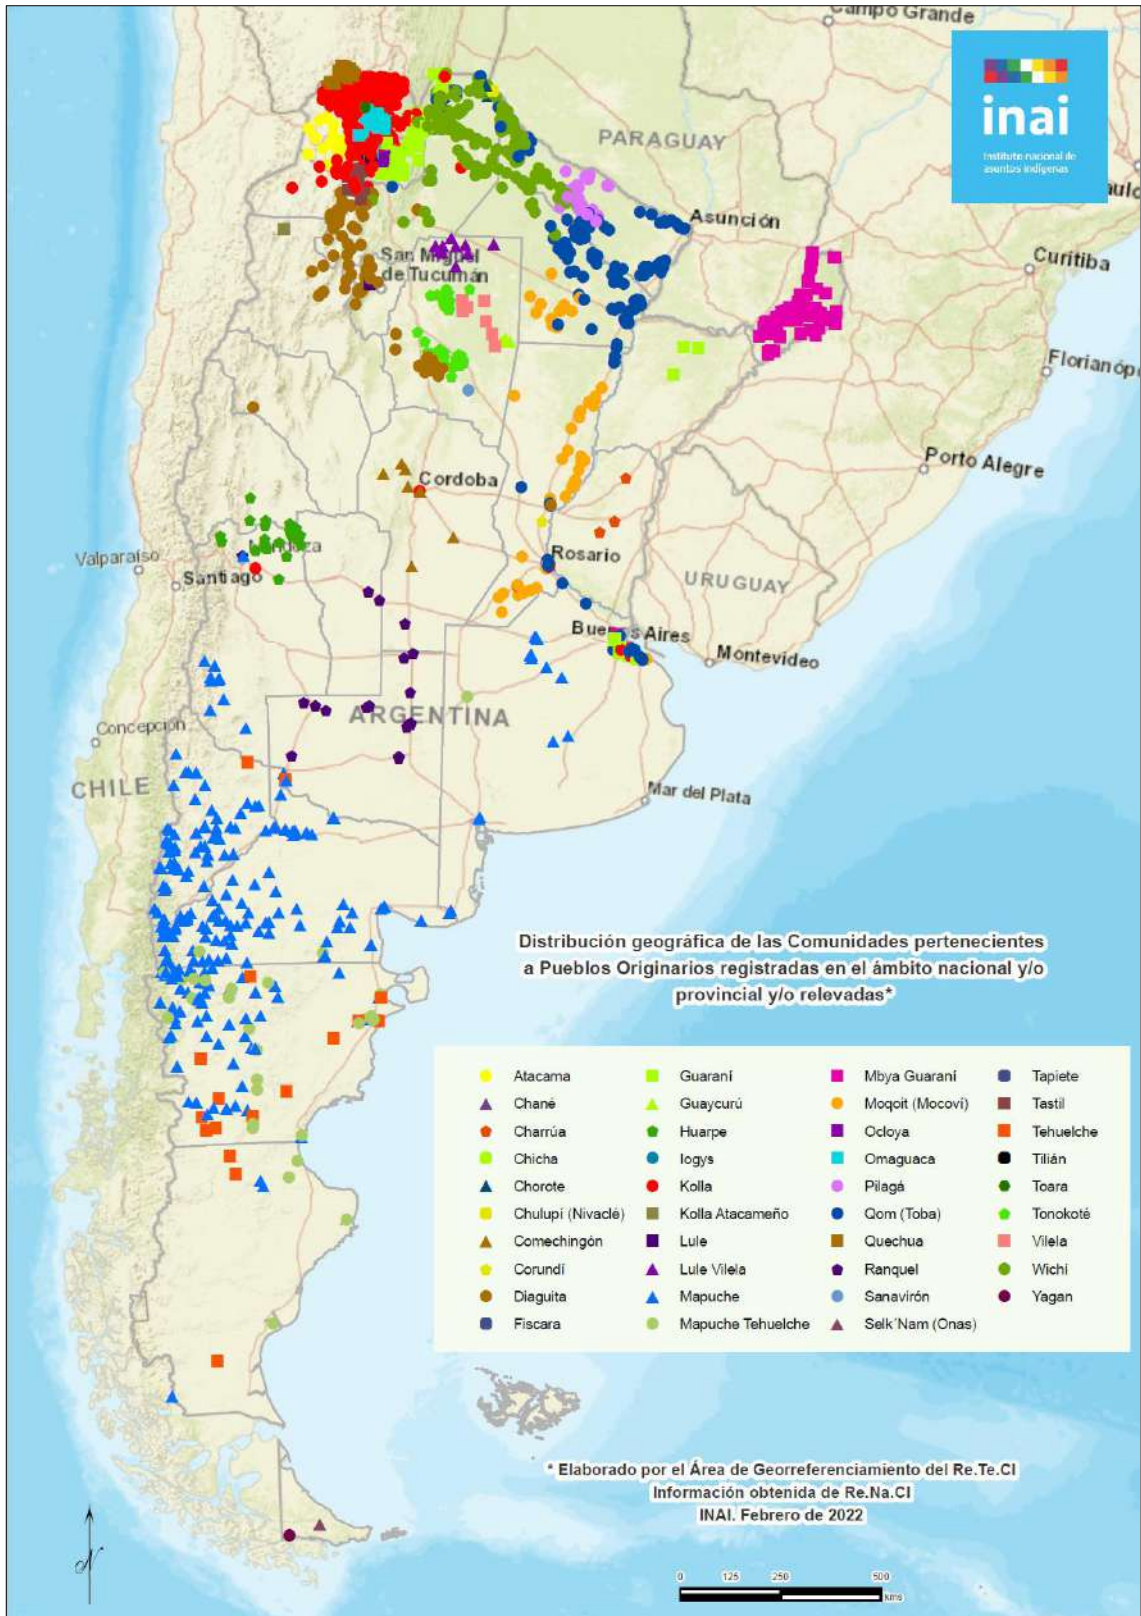 Campo Grande
inai
Instituto nacional de
asuntos indígenas
PARAGUAY
Asunción
Curitiba
San Miguel
de Tucumán
Florianóp
Porto Alegre
Cordoba
Valparaíso
Mendoza
Santiago
Rosario
URUGUAY
Buenos Aires
Montevideo
ARGENTINA
Concepción
CHILE
Mar del Plata
Distribución geográfica de las Comunidades pertenecientes
a Pueblos Originarios registradas en el ámbito nacional y/o
provincial y/o relevadas*
Atacama
Chané
Charrúa
Chicha
Chorote
Chulupí (Nivaclé)
Comechingón
Corundí
Diaguita
Fiscara
Guaraní
Guaycurú
Huarpe
Iogys
Kolla
Kolla Atacameño
Lule
Lule Vilela
Mapuche
Mapuche Tehuelche
Mbya Guaraní
Moqoit (Mocoví)
Ocloya
Omaguaca
Pilagá
Qom (Toba)
Quechua
Ranquel
Sanavirón
Selk´Nam (Onas)
Tapiete
Tastil
Tehuelche
Tilián
Toara
Tonokoté
Vilela
Wichí
Yagan
* Elaborado por el Área de Georreferenciamiento del Re.Te.CI
Información obtenida de Re.Na.CI
INAI. Febrero de 2022
N
0 125 250 500
kms